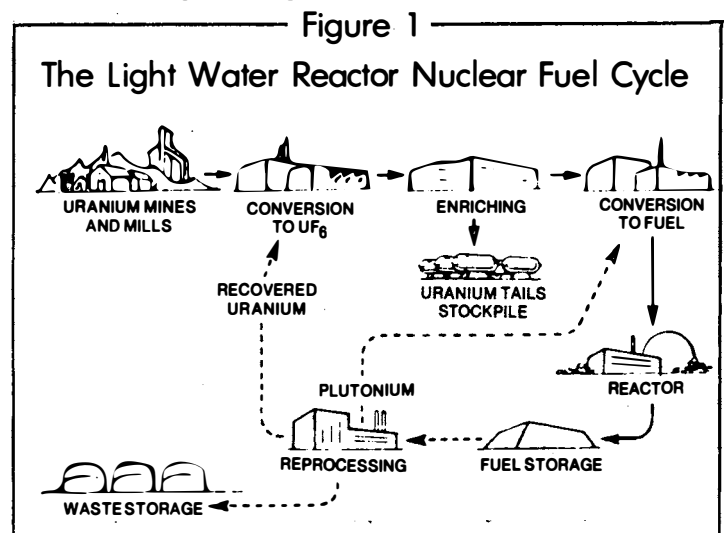 Figure 1
The Light Water Reactor Nuclear Fuel Cycle
URANIUM MINES
AND MILLS
CONVERSION
TO UF₆
ENRICHING
CONVERSION
TO FUEL
URANIUM TAILS
STOCKPILE
RECOVERED
URANIUM
REACTOR
PLUTONIUM
REPROCESSING
FUEL STORAGE
WASTE STORAGE